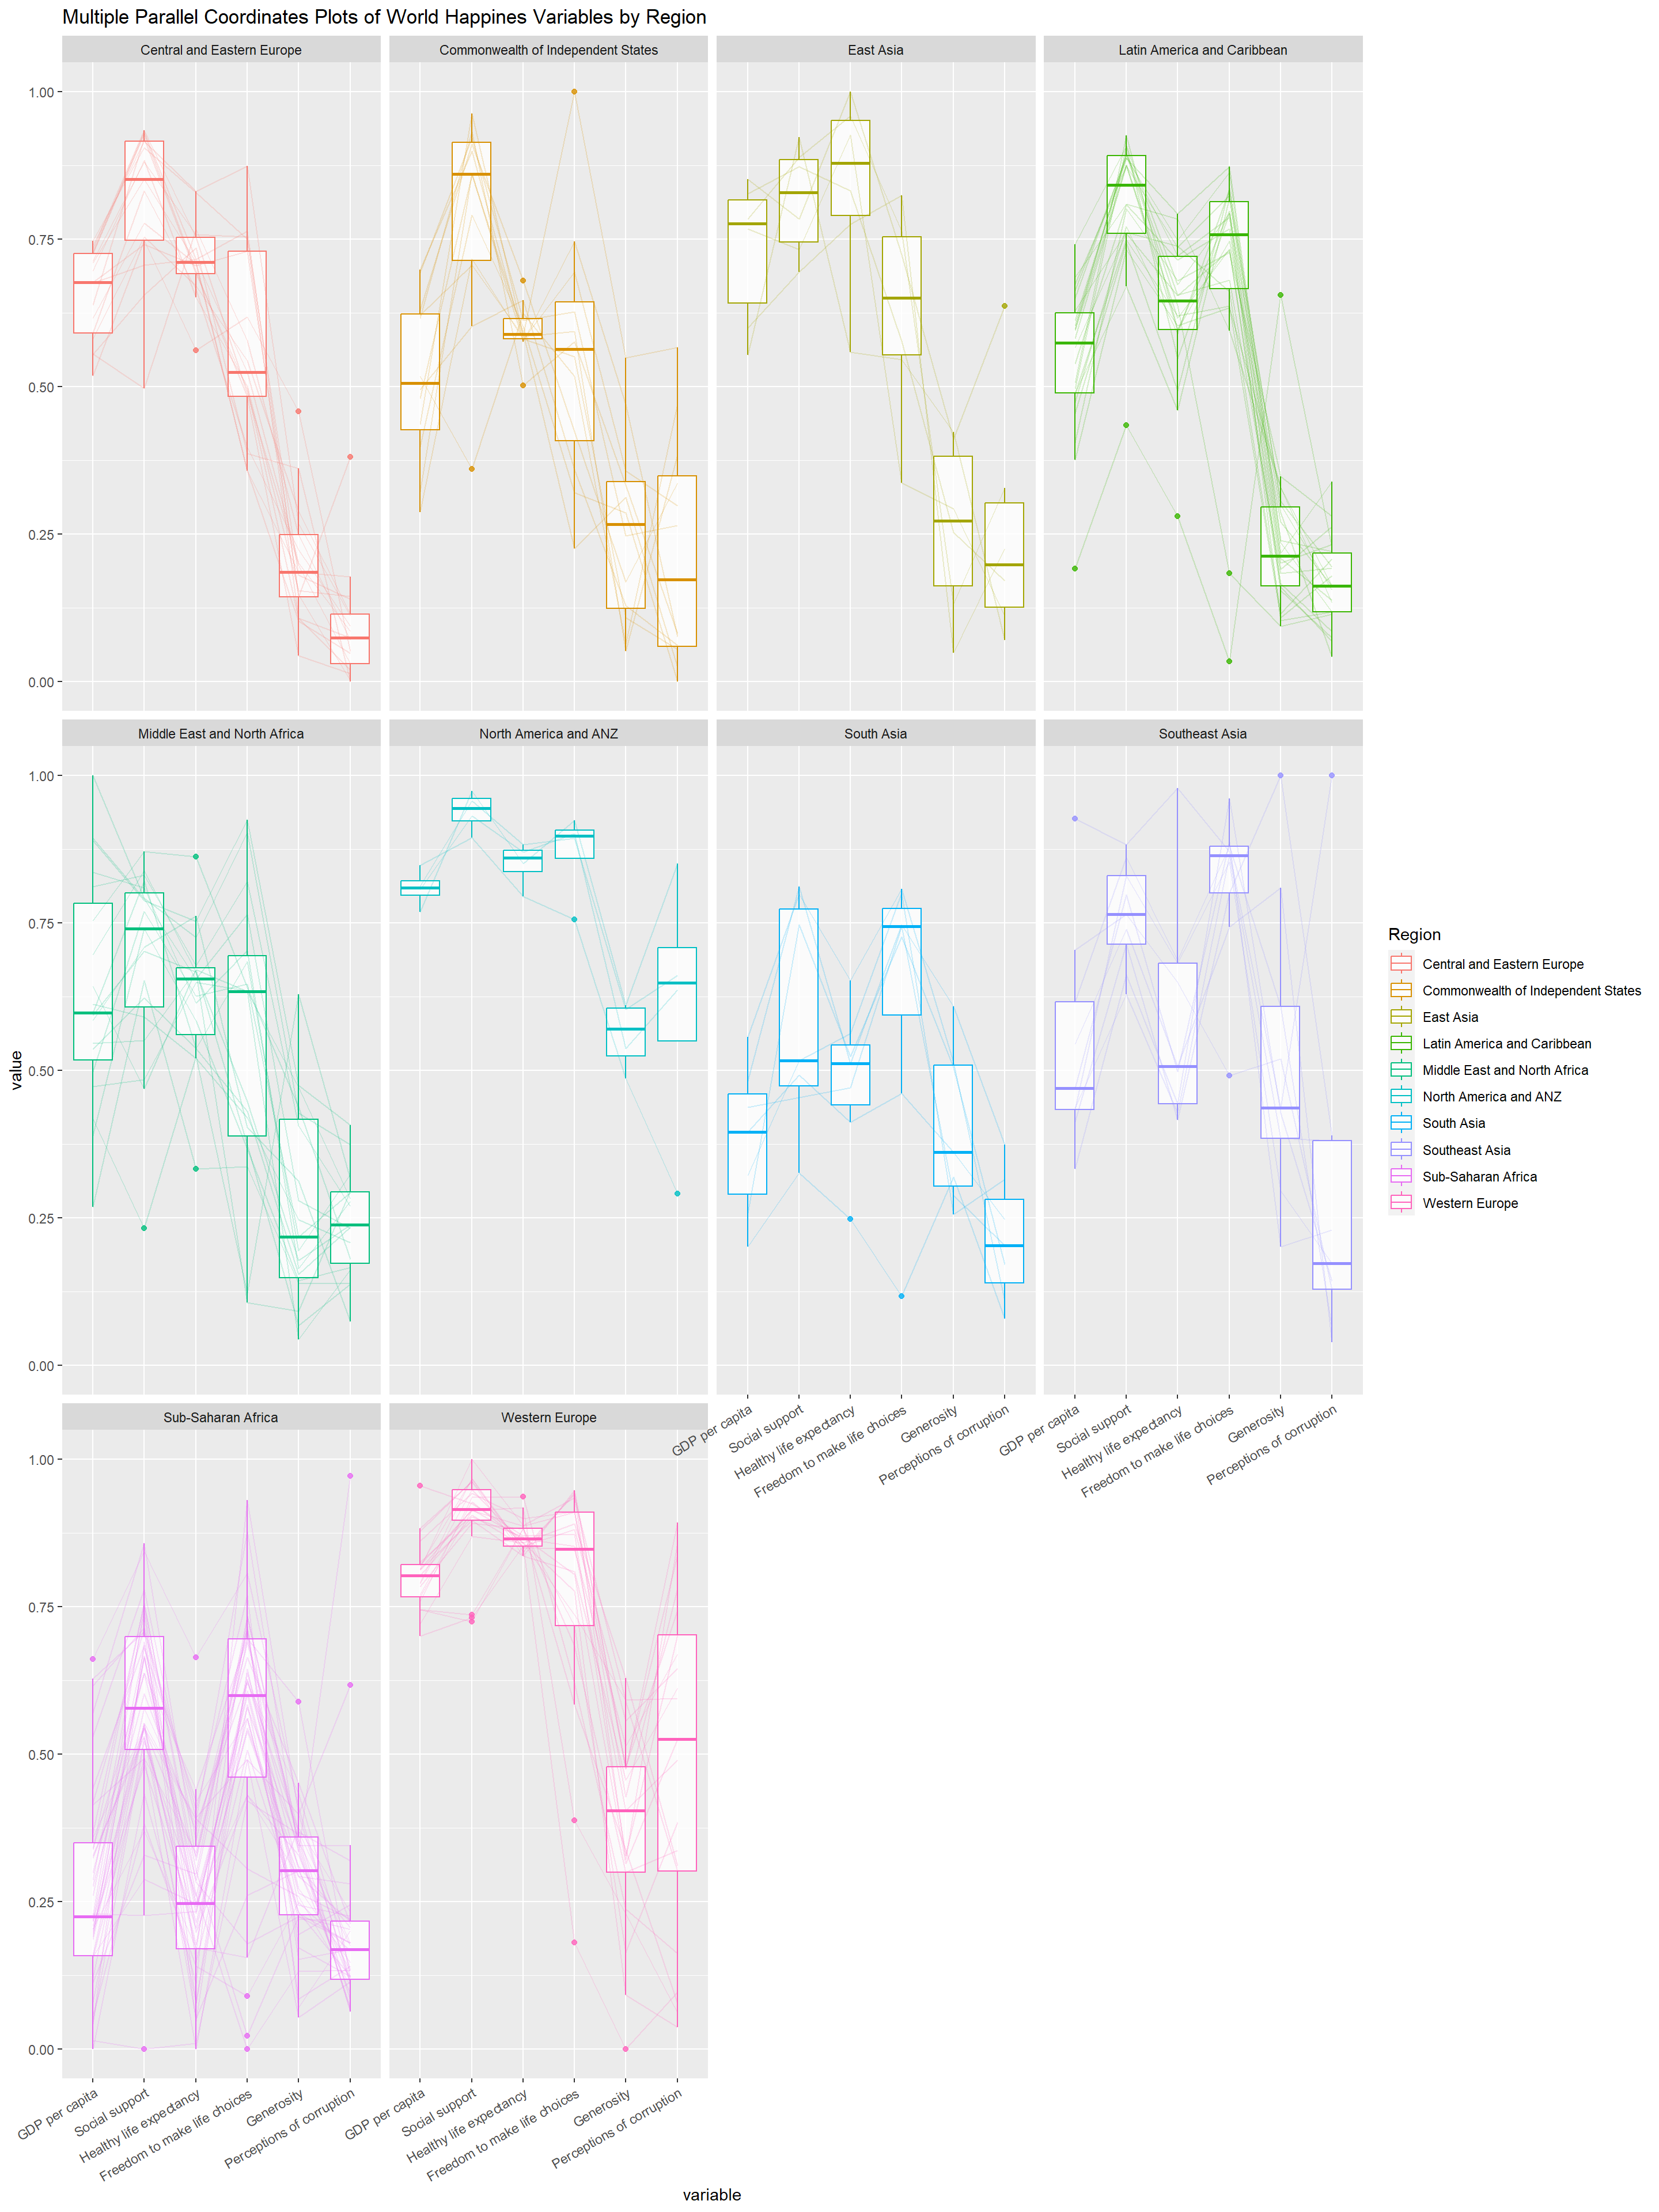 Multiple Parallel Coordinates Plots of World Happines Variables by Region
Central and Eastern Europe
Commonwealth of Independent States
East Asia
Latin America and Caribbean
1.00
0.75
0.50
0.25
0.00
Middle East and North Africa
North America and ANZ
South Asia
Southeast Asia
1.00
0.75
0.50
0.25
0.00
GDP per capita
Social support
Healthy life expectancy
Freedom to make life choices
Generosity
Perceptions of corruption
GDP per capita
Social support
Healthy life expectancy
Freedom to make life choices
Generosity
Perceptions of corruption
Sub-Saharan Africa
Western Europe
1.00
0.75
0.50
0.25
0.00
GDP per capita
Social support
Healthy life expectancy
Freedom to make life choices
Generosity
Perceptions of corruption
GDP per capita
Social support
Healthy life expectancy
Freedom to make life choices
Generosity
Perceptions of corruption
value
variable
Region
Central and Eastern Europe
Commonwealth of Independent States
East Asia
Latin America and Caribbean
Middle East and North Africa
North America and ANZ
South Asia
Southeast Asia
Sub-Saharan Africa
Western Europe